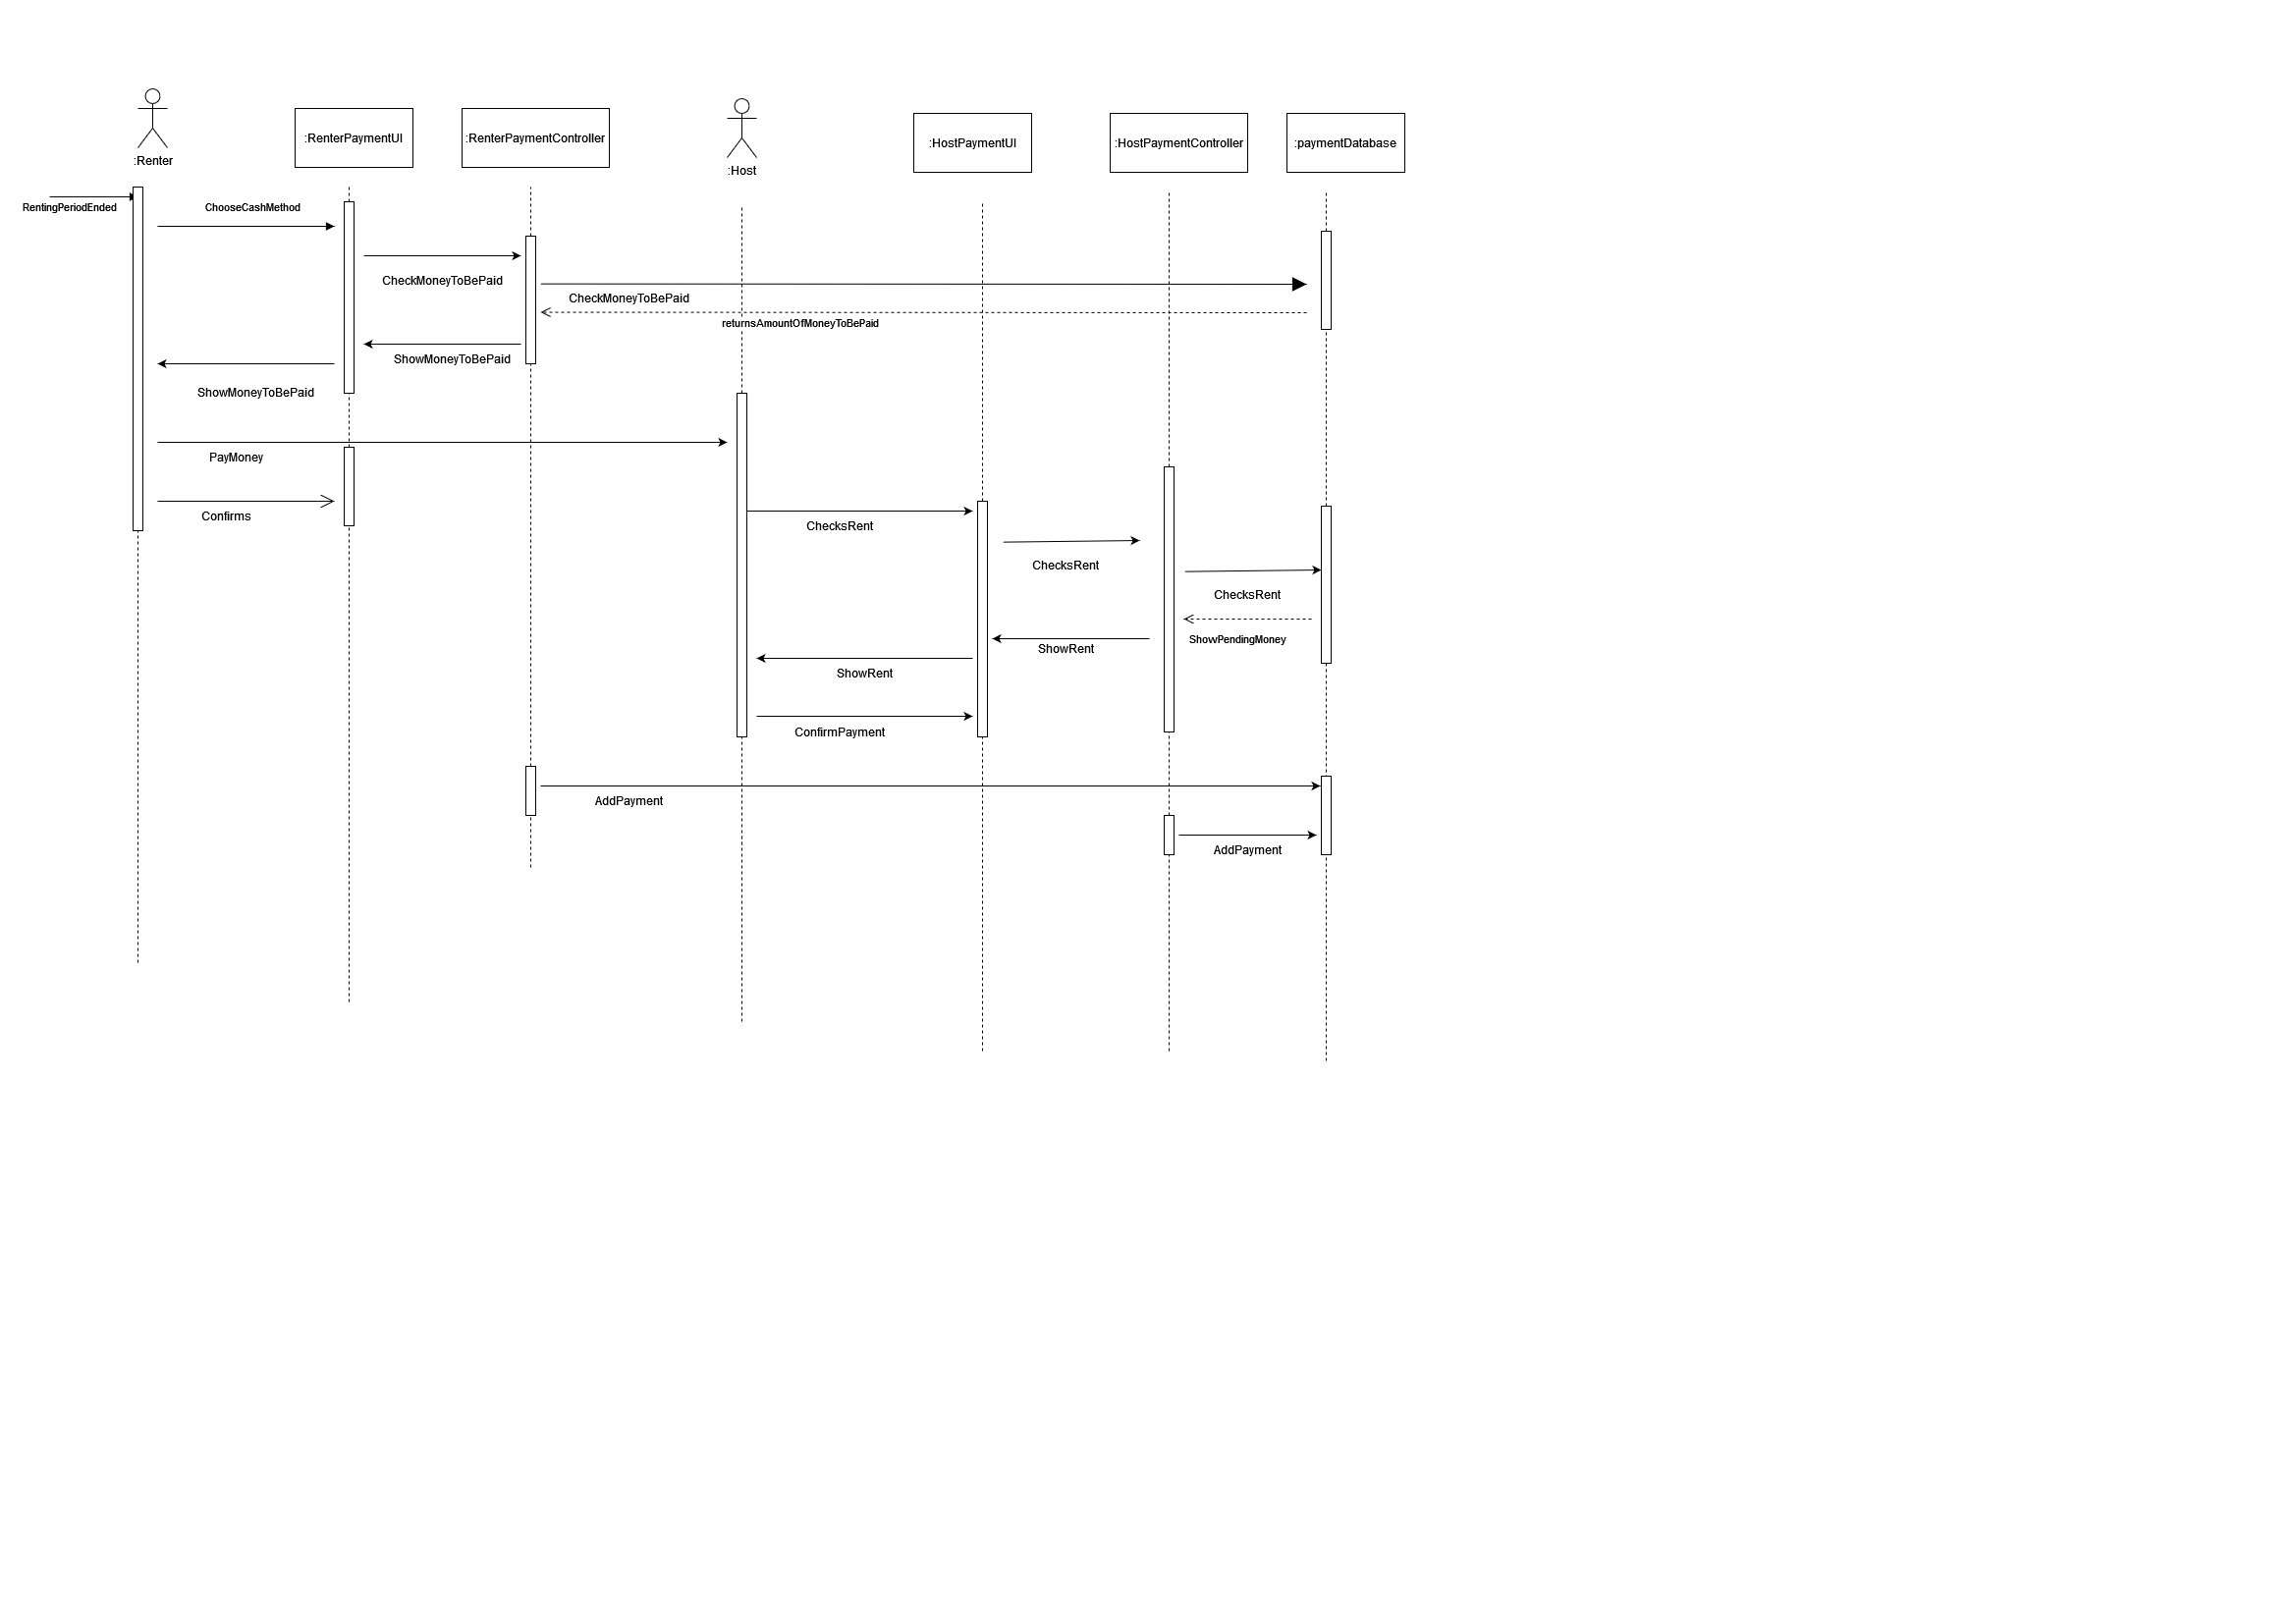 :Renter
:RenterPaymentUI
:RenterPaymentController
:Host
:HostPaymentUI
:HostPaymentController
:paymentDatabase
RentingPeriodEnded
ChooseCashMethod
CheckMoneyToBePaid
CheckMoneyToBePaid
returnsAmountOfMoneyToBePaid
ShowMoneyToBePaid
ShowMoneyToBePaid
PayMoney
Confirms
ChecksRent
ChecksRent
ChecksRent
ShowPendingMoney
ShowRent
ShowRent
ConfirmPayment
AddPayment
AddPayment